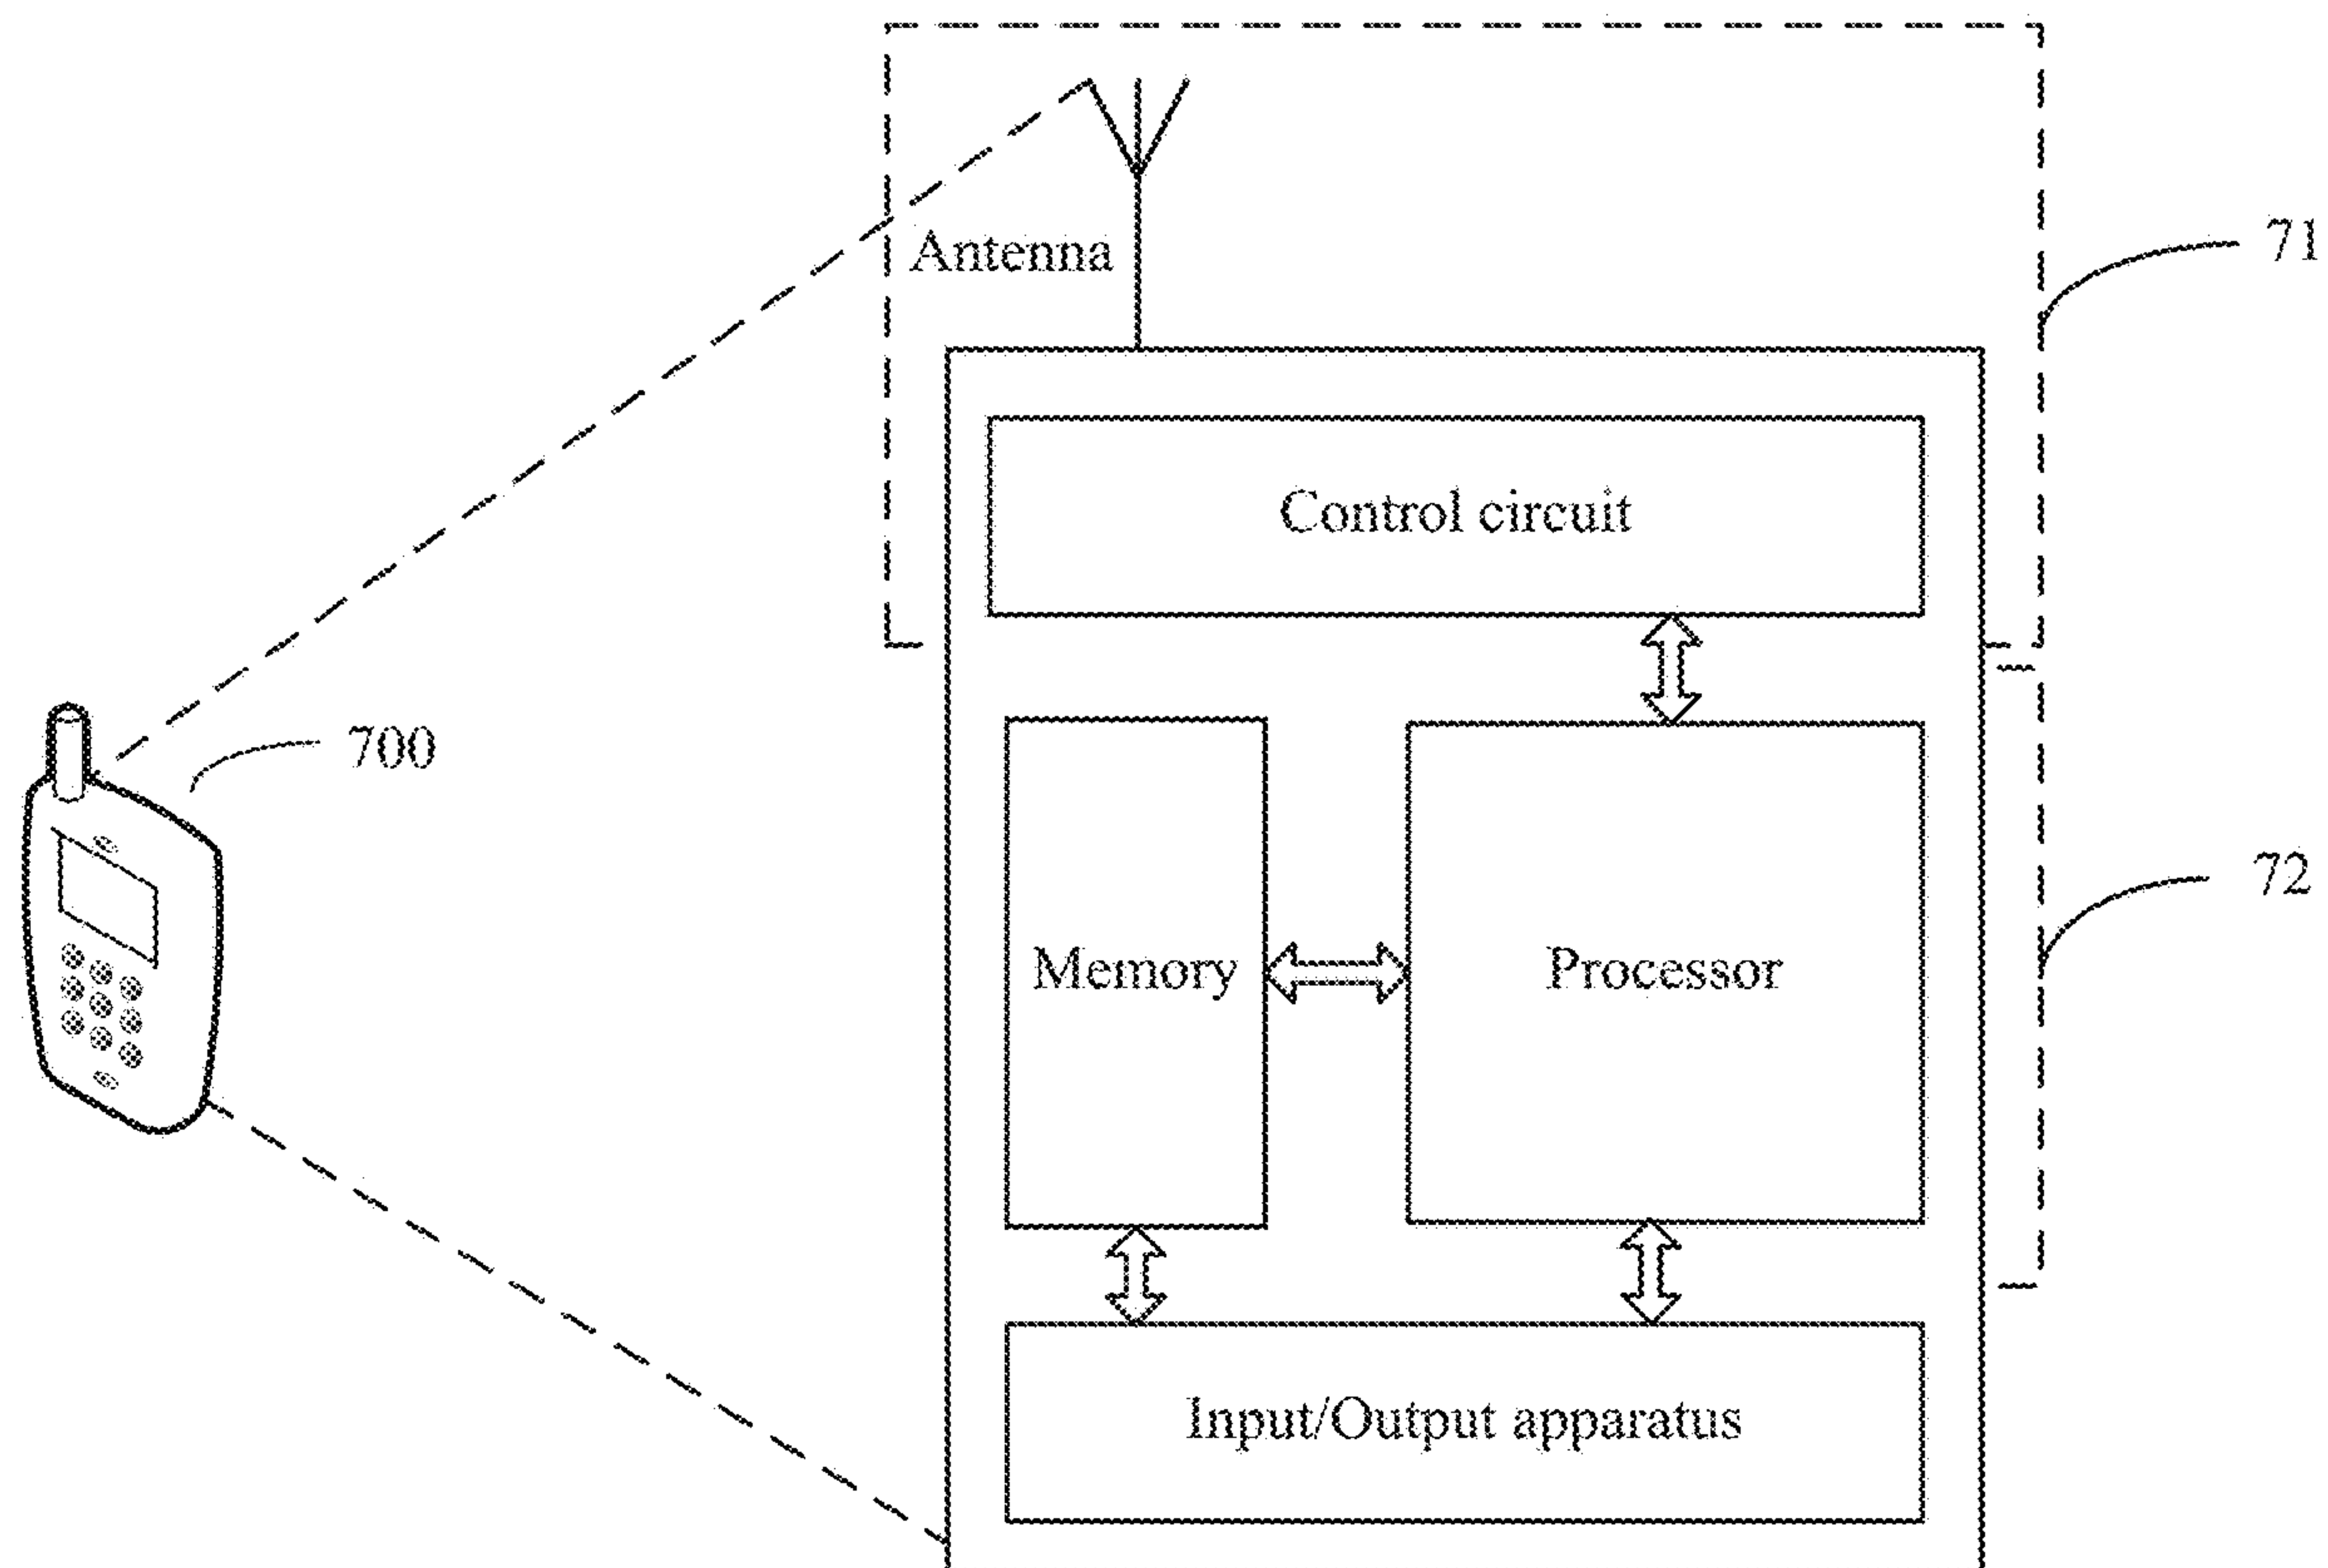 Antenna
71
Control circuit
700
72
Memory
Processor
Input/Output apparatus